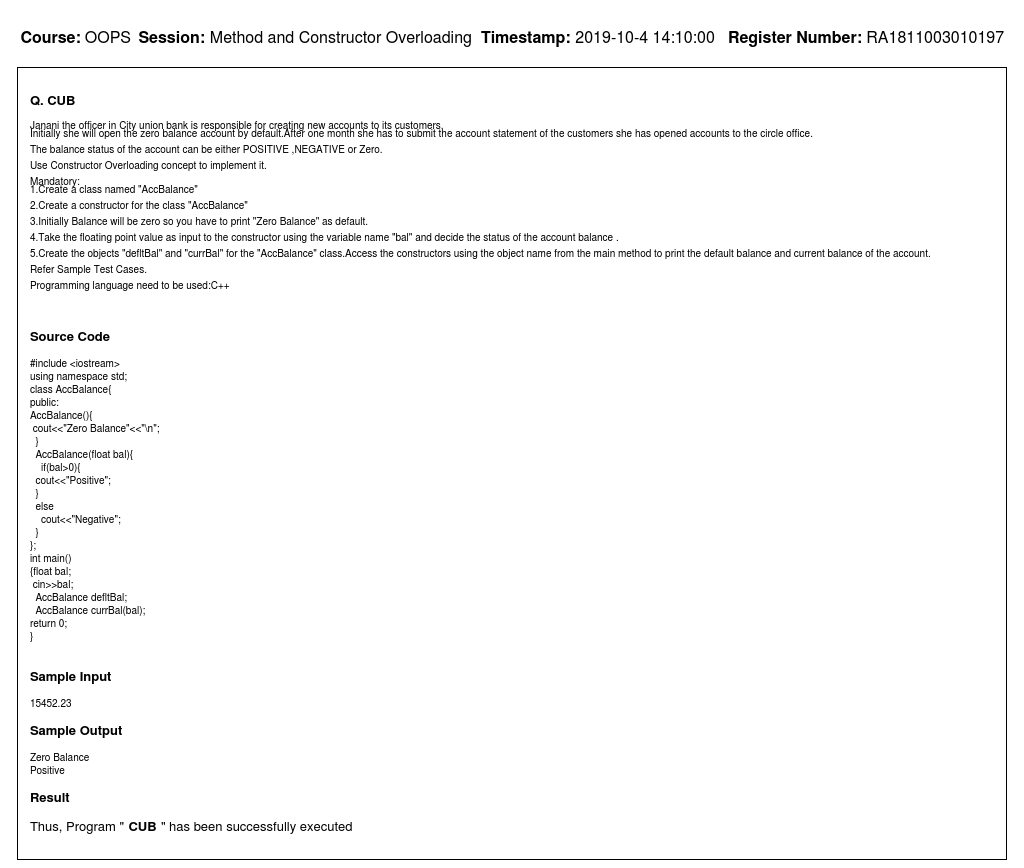 Course: OOPS Session: Method and Constructor Overloading Timestamp: 2019-10-4 14:10:00 Register Number: RA1811003010197
Q. CUB
Janani the officer in City union bank is responsible for creating new accounts to its customers.
Initially she will open the zero balance account by default.After one month she has to submit the account statement of the customers she has opened accounts to the circle office.
The balance status of the account can be either POSITIVE ,NEGATIVE or Zero.
Use Constructor Overloading concept to implement it.
Mandatory:
1.Create a class named "AccBalance"
2.Create a constructor for the class "AccBalance"
3.Initially Balance will be zero so you have to print "Zero Balance" as default.
4.Take the floating point value as input to the constructor using the variable name "bal" and decide the status of the account balance .
5.Create the objects "defltBal" and "currBal" for the "AccBalance" class.Access the constructors using the object name from the main method to print the default balance and current balance of the account.
Refer Sample Test Cases.
Programming language need to be used:C++
Source Code
#include <iostream>
using namespace std;
class AccBalance{
public:
AccBalance(){
cout<<"Zero Balance"<<"\n";
}
AccBalance(float bal){
if(bal>0){
cout<<"Positive";
}
else
cout<<"Negative";
}
};
int main()
{float bal;
cin>>bal;
AccBalance defltBal;
AccBalance currBal(bal);
return 0;
}
Sample Input
15452.23
Sample Output
Zero Balance
Positive
Result
Thus, Program " CUB " has been successfully executed